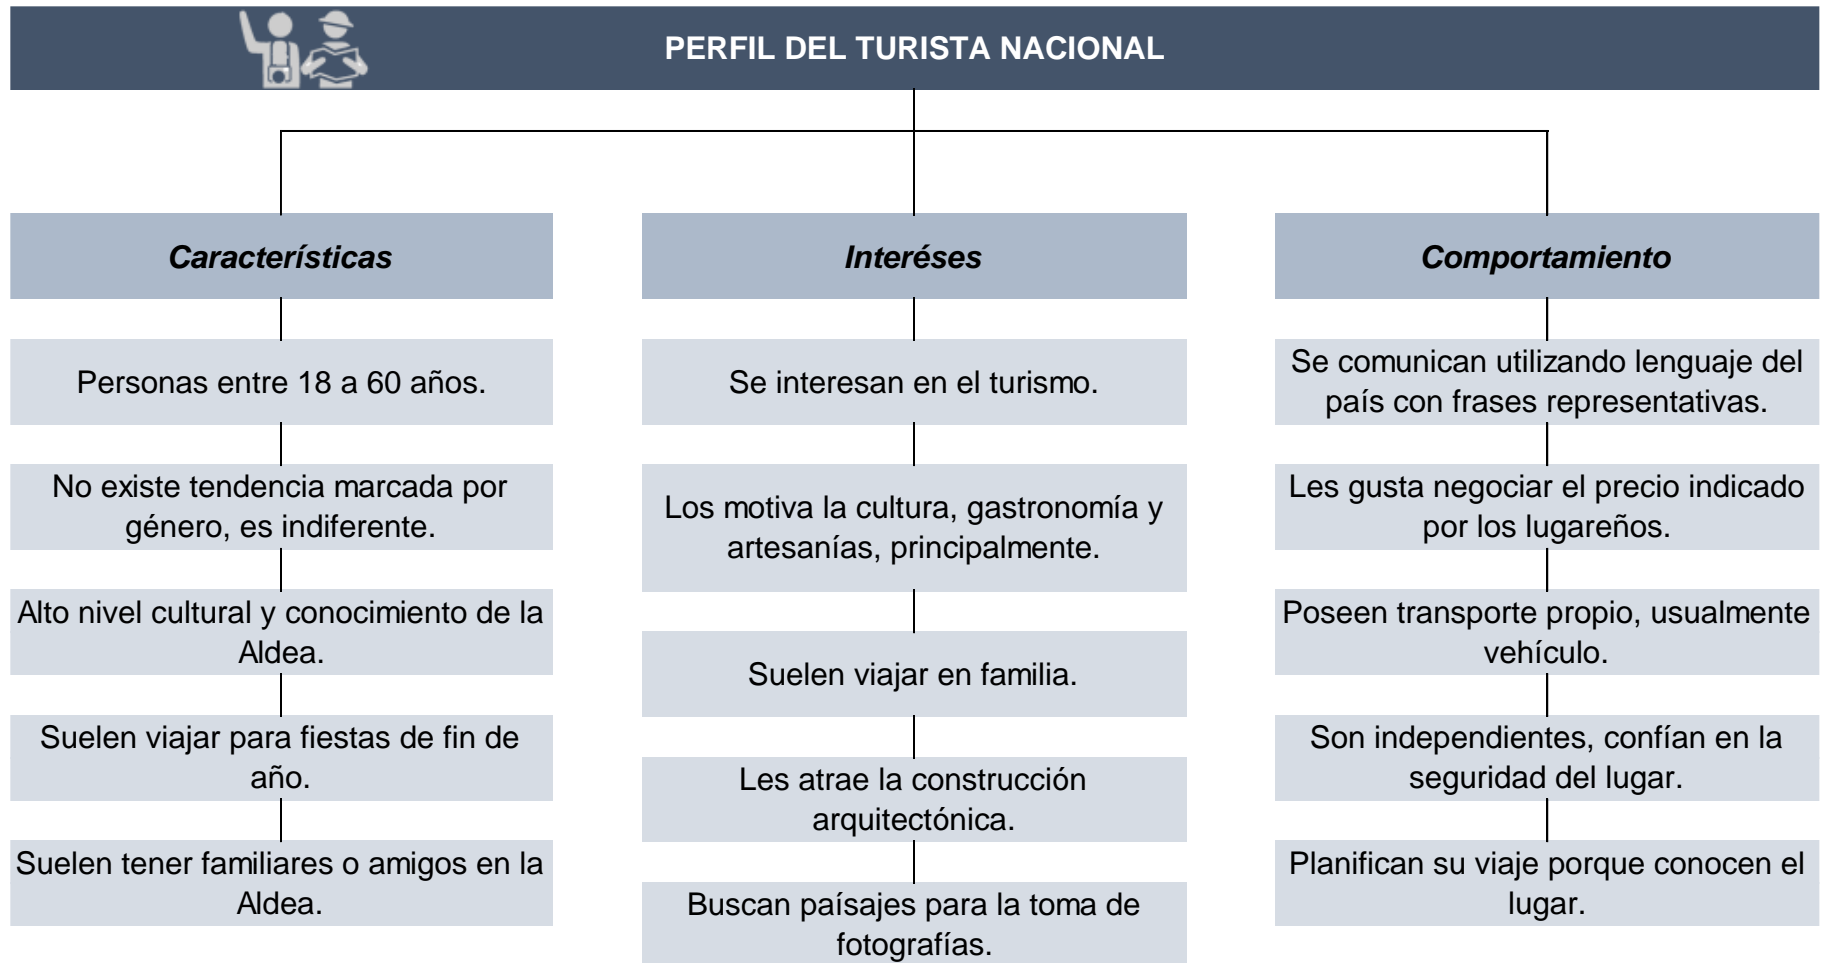 PERFIL DEL TURISTA NACIONAL
Caracterí́sticas
Personas entre 18 a 60 años.
No existe tendencia marcada por
género, es indiferente.
Alto nivel cultural y conocimiento de la
Aldea.
Suelen viajar para fiestas de fin de
año.
Suelen tener familiares o amigos en la
Aldea.
Interéses
Se interesan en el turismo.
Los motiva la cultura, gastronomía y
artesanías, principalmente.
Suelen viajar en familia.
Les atrae la construcción
arquitectónica.
Buscan países para la toma de
fotografías.
Comportamiento
Se comunican utilizando lenguaje del
país con frases representativas.
Les gusta negociar el precio indicado
por los lugareños.
Poseen transporte propio, usualmente
vehículo.
Son independientes, confían en la
seguridad del lugar.
Planifican su viaje porque conocen el
lugar.